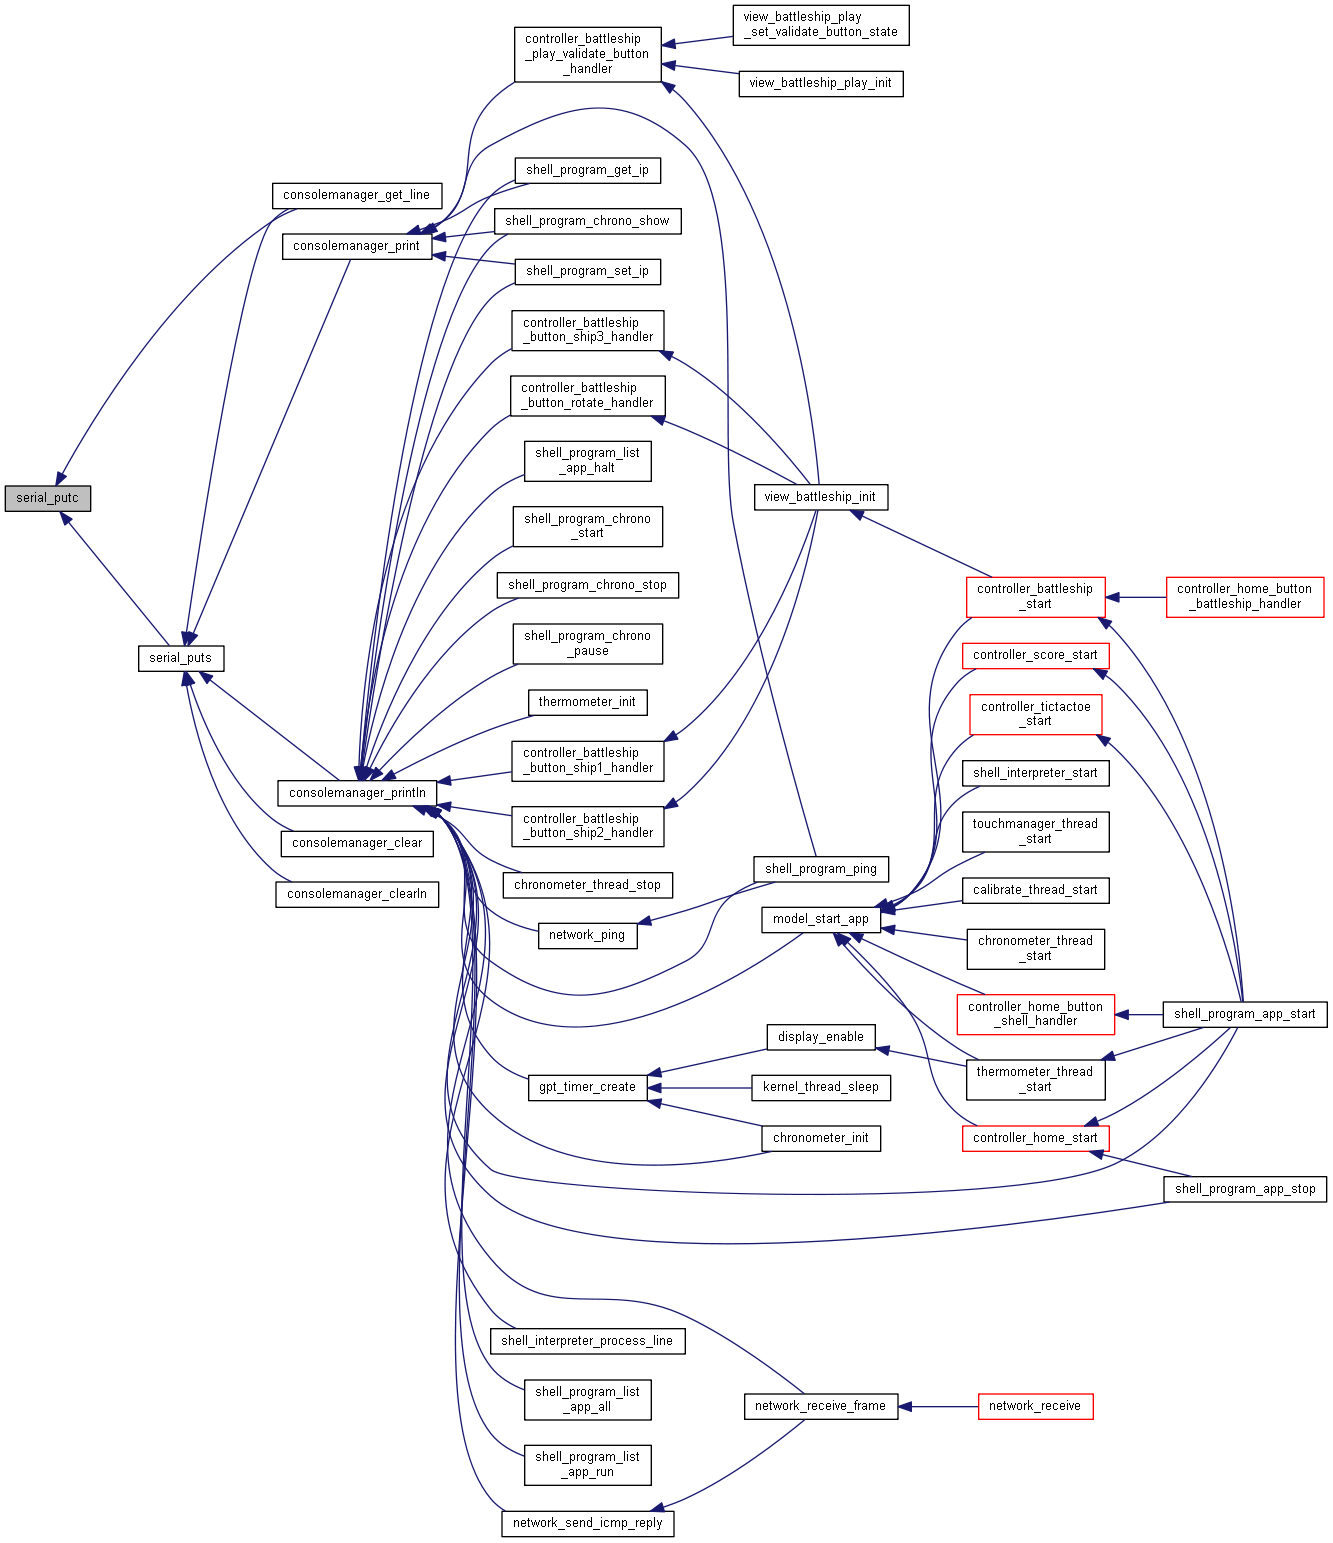 view_battleship_play
_set_validate_button_state
controller_battleship
_play_validate_button
_handler
view_battleship_play_init
shell_program_get_ip
consolemanager_get_line
shell_program_chrono_show
consolemanager_print
shell_program_set_ip
controller_battleship
_button_ship3_handler
controller_battleship
_button_rotate_handler
shell_program_list
_app_halt
serial_putc
view_battleship_init
shell_program_chrono
_start
shell_program_chrono_stop
controller_battleship
_start
controller_home_button
_battleship_handler
shell_program_chrono
_pause
serial_puts
controller_score_start
thermometer_init
controller_tictactoe
_start
controller_battleship
_button_ship1_handler
shell_interpreter_start
consolemanager_println
controller_battleship
_button_ship2_handler
touchmanager_thread
_start
consolemanager_clear
shell_program_ping
chronometer_thread_stop
calibrate_thread_start
consolemanager_clearln
model_start_app
network_ping
chronometer_thread
_start
controller_home_button
_shell_handler
shell_program_app_start
display_enable
thermometer_thread
_start
gpt_timer_create
kernel_thread_sleep
chronometer_init
controller_home_start
shell_program_app_stop
shell_interpreter_process_line
shell_program_list
_app_all
network_receive_frame
network_receive
shell_program_list
_app_run
network_send_icmp_reply